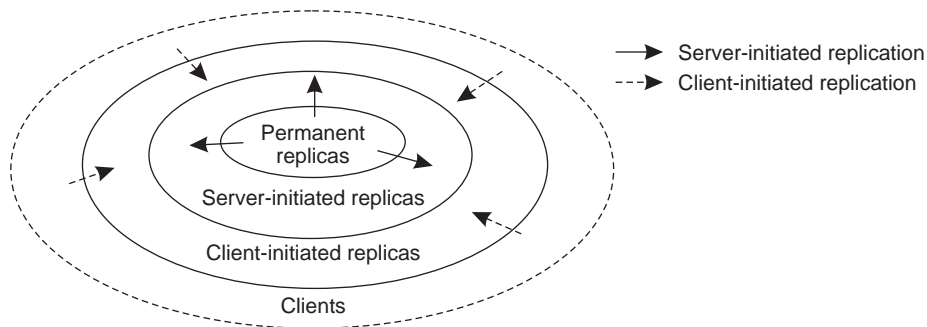 Server-initiated replication
Client-initiated replication
Permanent
replicas
Server-initiated replicas
Client-initiated replicas
Clients